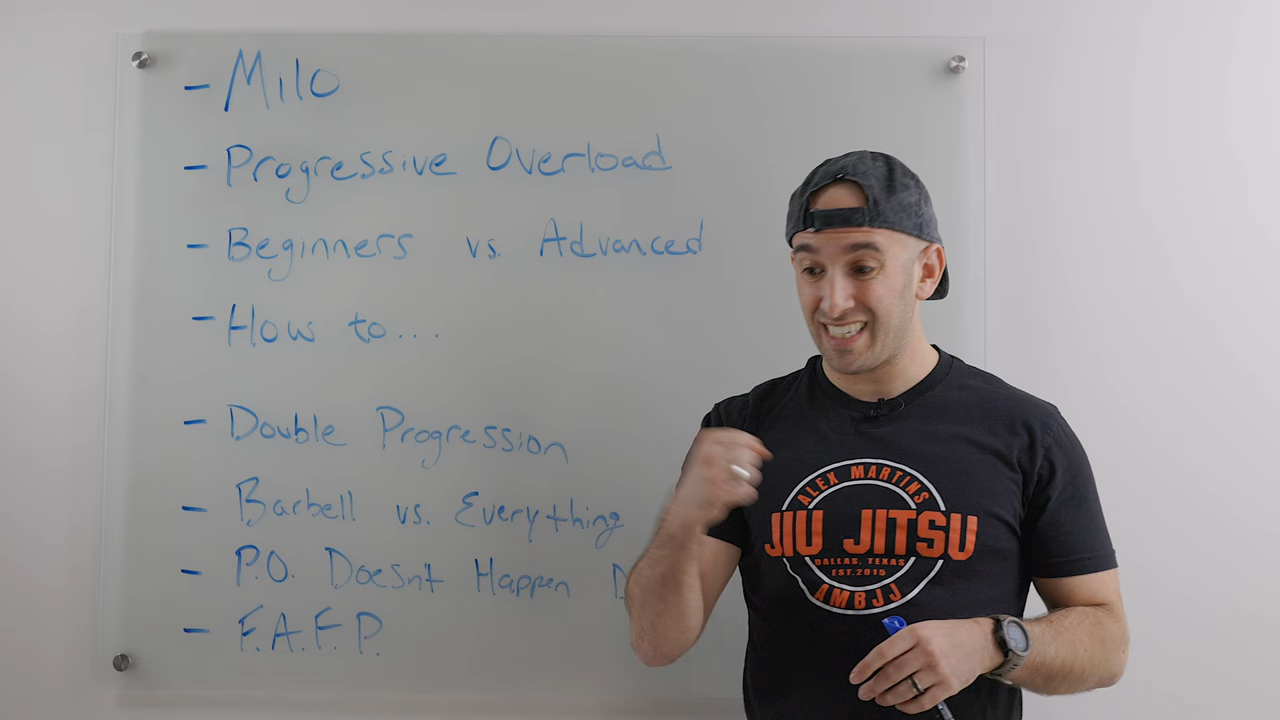 - Milo
- Progressive Overload
- Beginners vs. Advanced
- How to...
- Double Progression
- Barbell vs. Everything
- P.O. Doesn't Happen
- F.A.F.P.
ALEX MARTINS
JIU JITSU
DALLAS, TEXAS
EST. 2015
AMBJJ